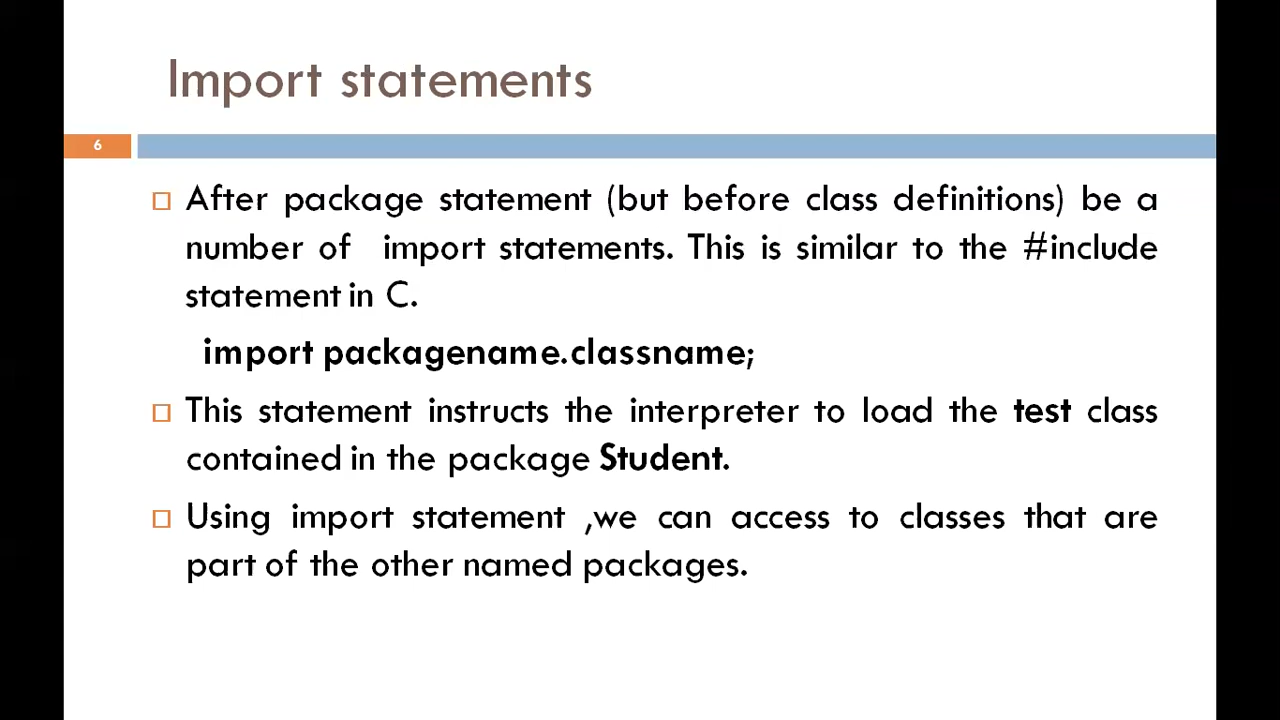 Import statements
6
After package statement (but before class definitions) be a
number of import statements. This is similar to the #include
statement in C.
import packagename.classname;
This statement instructs the interpreter to load the test class
contained in the package Student.
Using import statement ,we can access to classes that are
part of the other named packages.